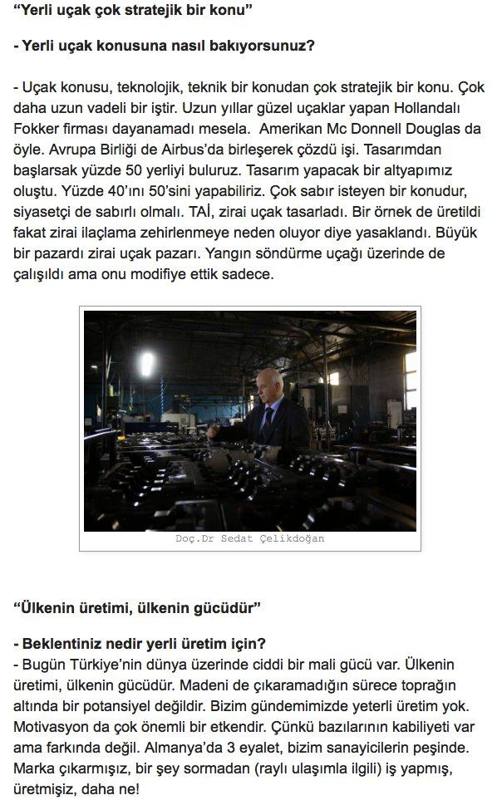 “Yerli uçak çok stratejik bir konu”
- Yerli uçak konusuna nasıl bakıyorsunuz?
- Uçak konusu, teknolojik, teknik bir konudan çok stratejik bir konu. Çok
daha uzun vadeli bir iştir. Uzun yıllar güzel uçaklar yapan Hollandalı
Fokker firması dayanamadı mesela.  Amerikan Mc Donnell Douglas da
öyle. Avrupa Birliği de Airbus’da birleşerek çözdü işi. Tasarımdan
başlarsak yüzde 50 yerliyi buluruz. Tasarım yapacak bir altyapımız
oluştu. Yüzde 40’ını 50’sini yapabiliriz. Çok sabır isteyen bir konudur,
siyasetçi de sabırlı olmalı. TAİ, zirai uçak tasarladı. Bir örnek de üretildi
fakat zirai ilaçlama zehirlenmeye neden oluyor diye yasaklandı. Büyük
bir pazardı zirai uçak pazarı. Yangın söndürme uçağı üzerinde de
çalışıldı ama onu modifiye ettik sadece.
Doç.Dr Sedat Çelikdoğan
“Ülkenin üretimi, ülkenin gücüdür”
- Beklentiniz nedir yerli üretim için?
- Bugün Türkiye’nin dünya üzerinde ciddi bir mali gücü var. Ülkenin
üretimi, ülkenin gücüdür. Madeni de çıkaramadığın sürece toprağın
altında bir potansiyel değildir. Bizim gündemimizde yeterli üretim yok.
Motivasyon da çok önemli bir etkendir. Çünkü bazılarının kabiliyeti var
ama farkında değil. Almanya’da 3 eyalet, bizim sanayicilerin peşinde.
Marka çıkarmışız, bir şey sormadan (raylı ulaşımla ilgili) iş yapmış,
üretmişiz, daha ne!